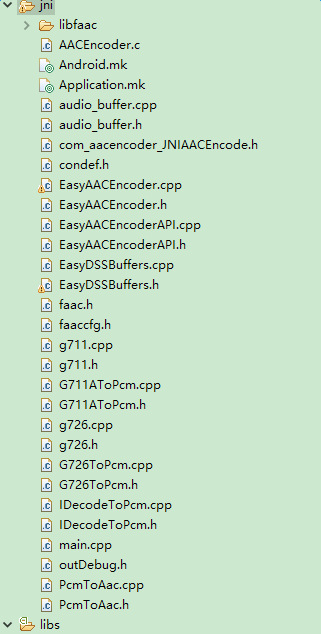 jni
libfaac
AACEncoder.c
Android.mk
Application.mk
audio_buffer.cpp
audio_buffer.h
com_aacencoder_JNIAACEncode.h
condef.h
EasyAACEncoder.cpp
EasyAACEncoder.h
EasyAACEncoderAPI.cpp
EasyAACEncoderAPI.h
EasyDSSBuffers.cpp
EasyDSSBuffers.h
faac.h
faaccfg.h
g711.cpp
g711.h
G711AToPcm.cpp
G711AToPcm.h
g726.cpp
g726.h
G726ToPcm.cpp
G726ToPcm.h
IDecodeToPcm.cpp
IDecodeToPcm.h
main.cpp
outDebug.h
PcmToAac.cpp
PcmToAac.h
libs